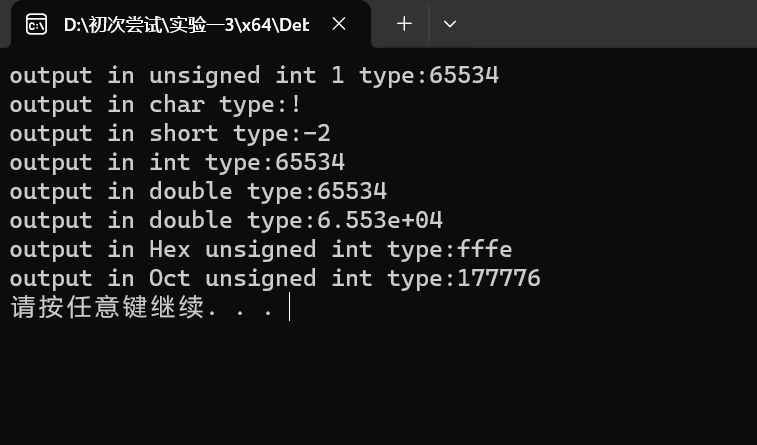 D:\初次尝试\实验一3\x64\Deb
output in unsigned int 1 type:65534
output in char type:!
output in short type:-2
output in int type:65534
output in double type:65534
output in double type:6.553e+04
output in Hex unsigned int type:fffe
output in Oct unsigned int type:177776
请按任意键继续. . .